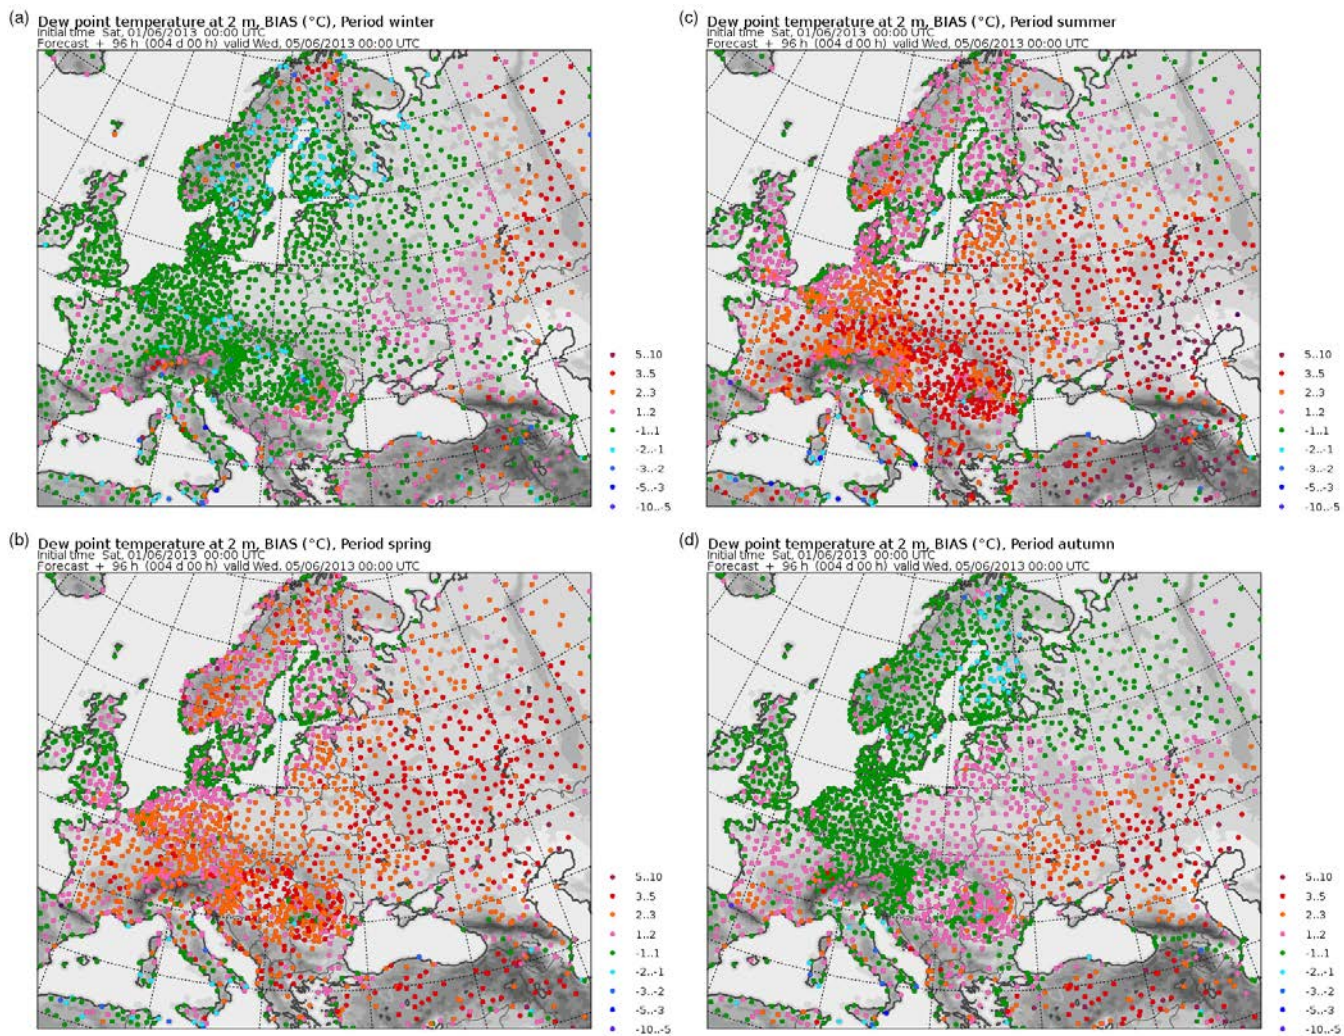 (a)
Dew point temperature at 2 m, BIAS (°C), Period winter
Initial time Sat, 01/06/2013 00:00 UTC
Forecast + 96 h (004 d 00 h) valid Wed, 05/06/2013 00:00 UTC
5..10
3..5
2..3
1..2
-1..1
-2..-1
-3..-2
-5..-3
-10..-5
(c)
Dew point temperature at 2 m, BIAS (°C), Period summer
Initial time Sat, 01/06/2013 00:00 UTC
Forecast + 96 h (004 d 00 h) valid Wed, 05/06/2013 00:00 UTC
5..10
3..5
2..3
1..2
-1..1
-2..-1
-3..-2
-5..-3
-10..-5
(b)
Dew point temperature at 2 m, BIAS (°C), Period spring
Initial time Sat, 01/06/2013 00:00 UTC
Forecast + 96 h (004 d 00 h) valid Wed, 05/06/2013 00:00 UTC
5..10
3..5
2..3
1..2
-1..1
-2..-1
-3..-2
-5..-3
-10..-5
(d)
Dew point temperature at 2 m, BIAS (°C), Period autumn
Initial time Sat, 01/06/2013 00:00 UTC
Forecast + 96 h (004 d 00 h) valid Wed, 05/06/2013 00:00 UTC
5..10
3..5
2..3
1..2
-1..1
-2..-1
-3..-2
-5..-3
-10..-5